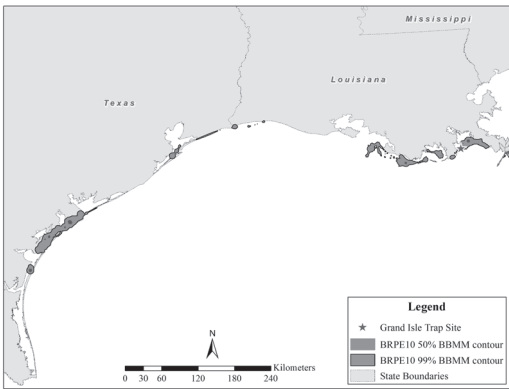 Mississippi
Louisiana
Texas
N
Kilometers
0 30 60 120 180 240
Legend
Grand Isle Trap Site
BRPE10 50% BBMM contour
BRPE10 99% BBMM contour
State Boundaries